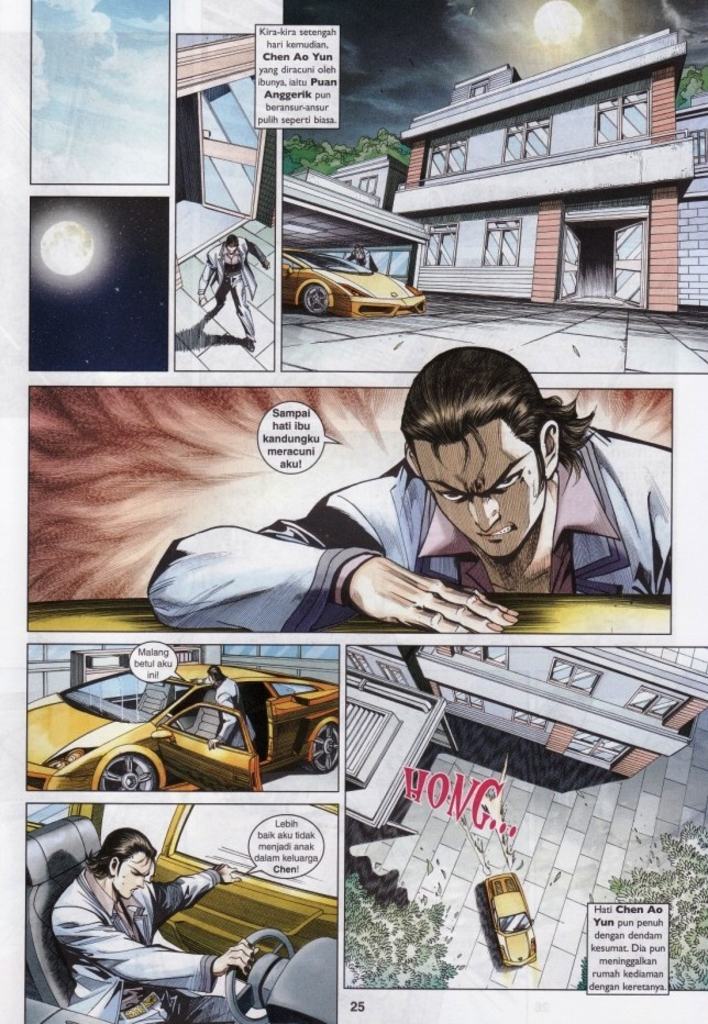 Kira-kira setengah
hari kemudian,
Chen Ao Yun
yang diracuni oleh
ibunya, iaitu Puan
Anggerik pun
beransur-ansur
pulih seperti biasa.
Sampai
hati ibu
kandungku
meracuni
aku!
Malang
betul aku
ini!
HONG...
Lebih
baik aku tidak
menjadi anak
dalam keluarga
Chen!
Hati Chen Ao
Yun pun penuh
dengan dendam
kesumat. Dia pun
meninggalkan
rumah kediaman
dengan keretanya.
25